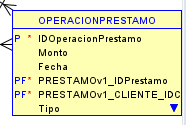 OPERACIONPRESTAMO
P * IDOperacionPrestamo
Monto
Fecha
PF* PRESTAMOv1_IDPrestamo
PF* PRESTAMOv1_CLIENTE_IDC
Tipo